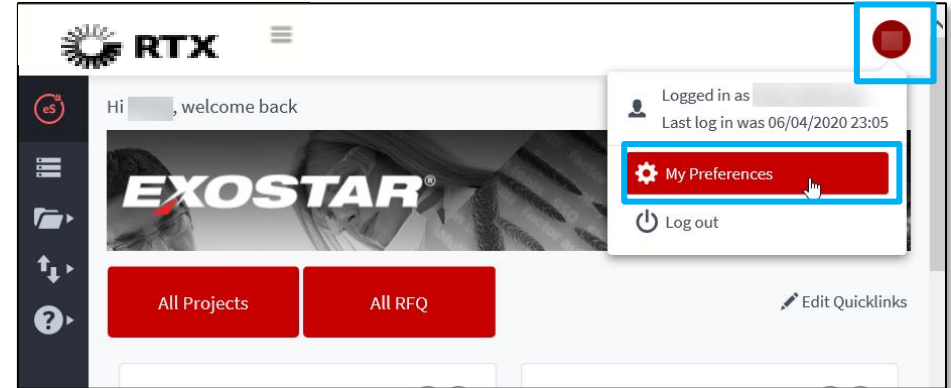 RTX
eS
Hi , welcome back
Logged in as
Last log in was 06/04/2020 23:05
My Preferences
Log out
EXOSTAR®
All Projects
All RFQ
Edit Quicklinks